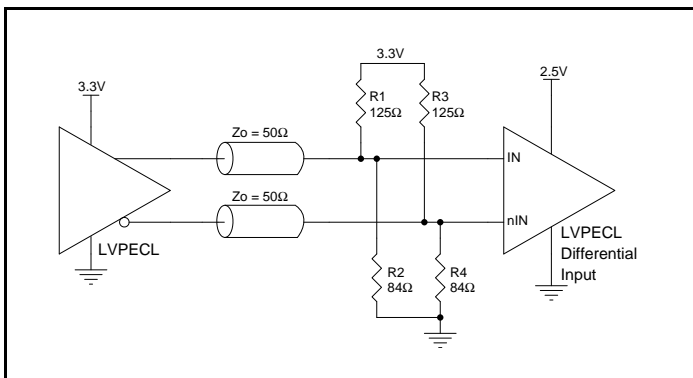 3.3V
3.3V
2.5V
R1
125Ω
R3
125Ω
Zo = 50Ω
IN
Zo = 50Ω
nIN
LVPECL
LVPECL
Differential
Input
R2
84Ω
R4
84Ω